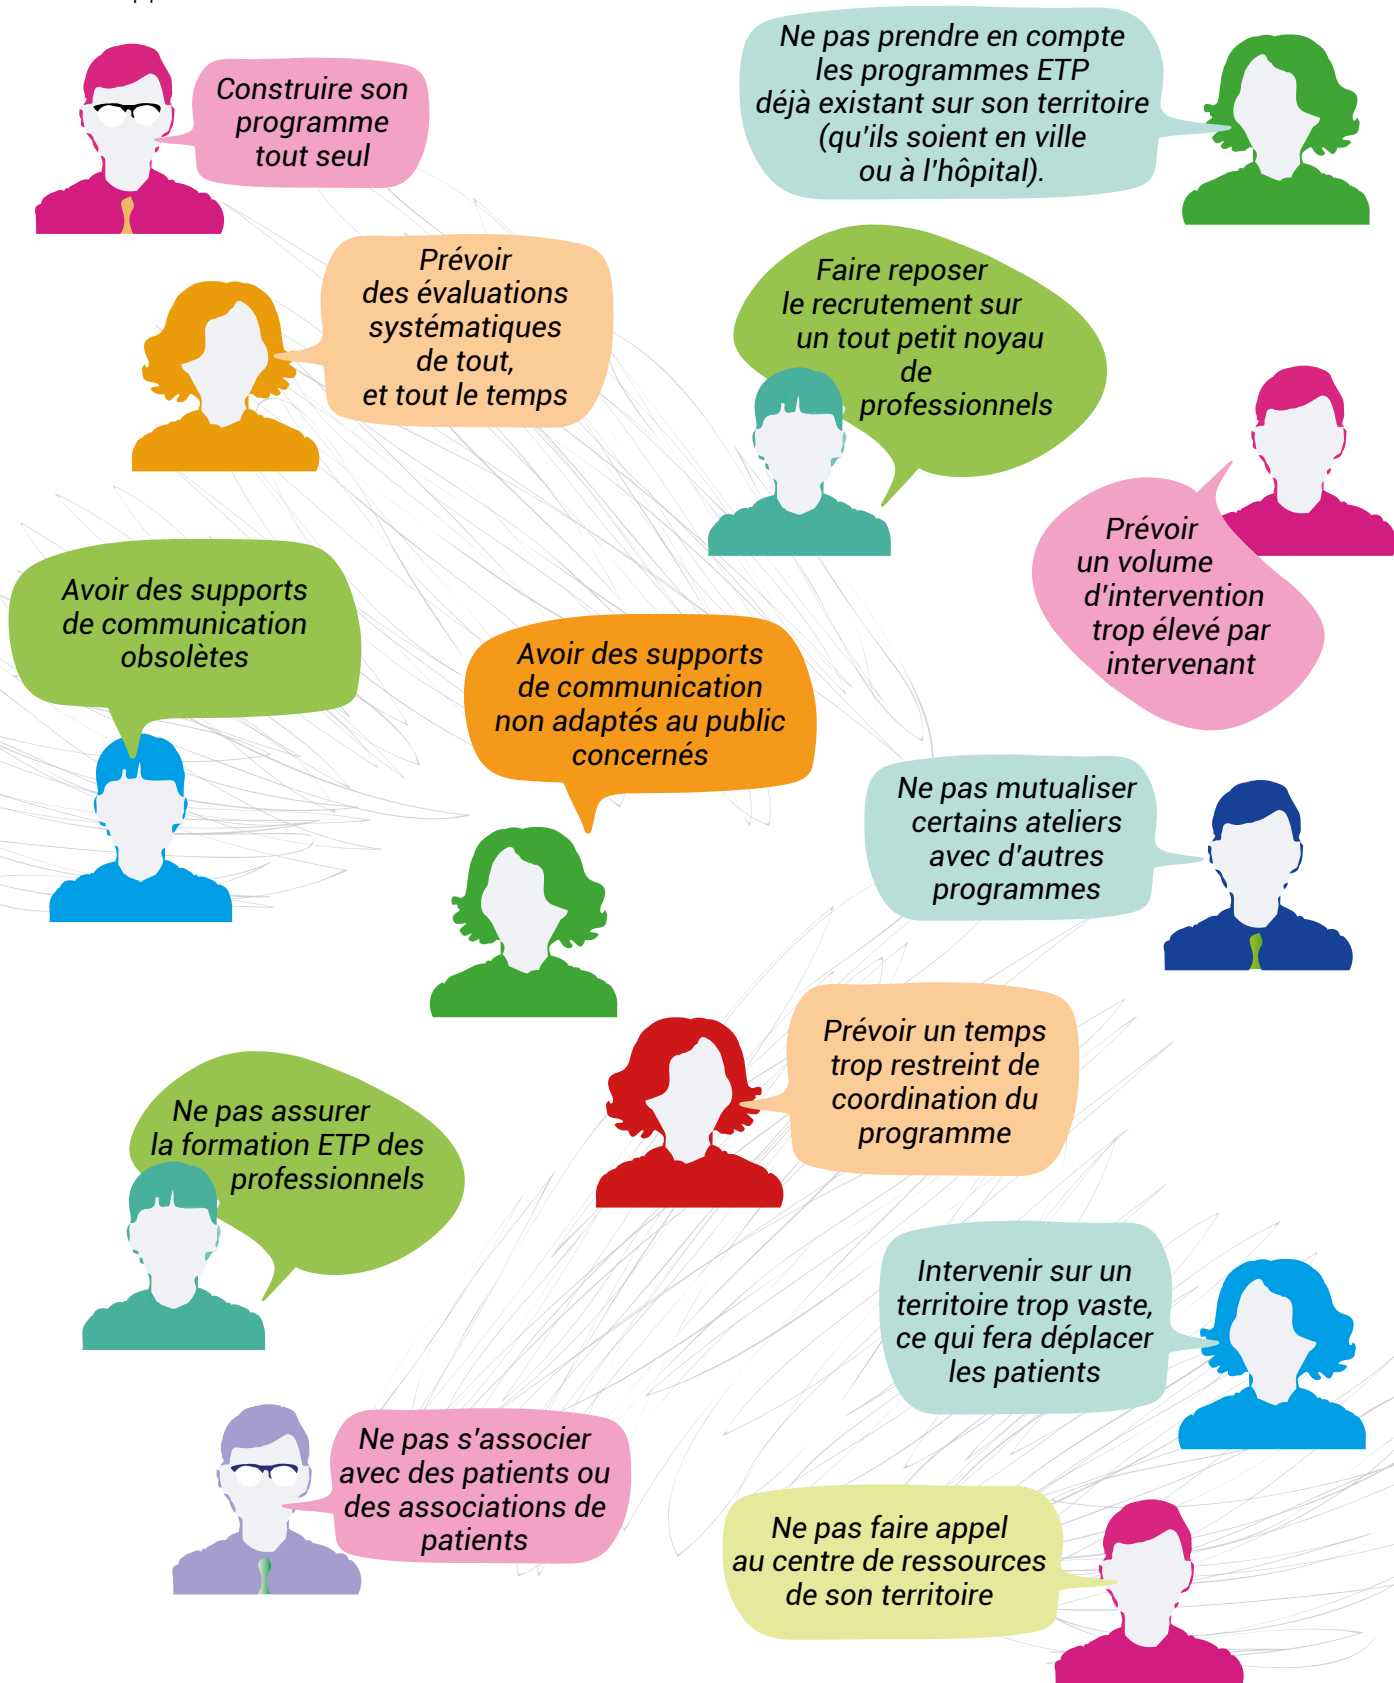 Construire son
programme
tout seul
Ne pas prendre en compte
les programmes ETP
déjà existant sur son territoire
(qu'ils soient en ville
ou à l'hôpital).
Prévoir
des évaluations
systématiques
de tout,
et tout le temps
Faire reposer
le recrutement sur
un tout petit noyau
de
professionnels
Prévoir
un volume
d'intervention
trop élevé par
intervenant
Avoir des supports
de communication
obsolètes
Avoir des supports
de communication
non adaptés au public
concernés
Ne pas mutualiser
certains ateliers
avec d'autres
programmes
Prévoir un temps
trop restreint de
coordination du
programme
Ne pas assurer
la formation ETP des
professionnels
Intervenir sur un
territoire trop vaste,
ce qui fera déplacer
les patients
Ne pas s'associer
avec des patients ou
des associations de
patients
Ne pas faire appel
au centre de ressources
de son territoire